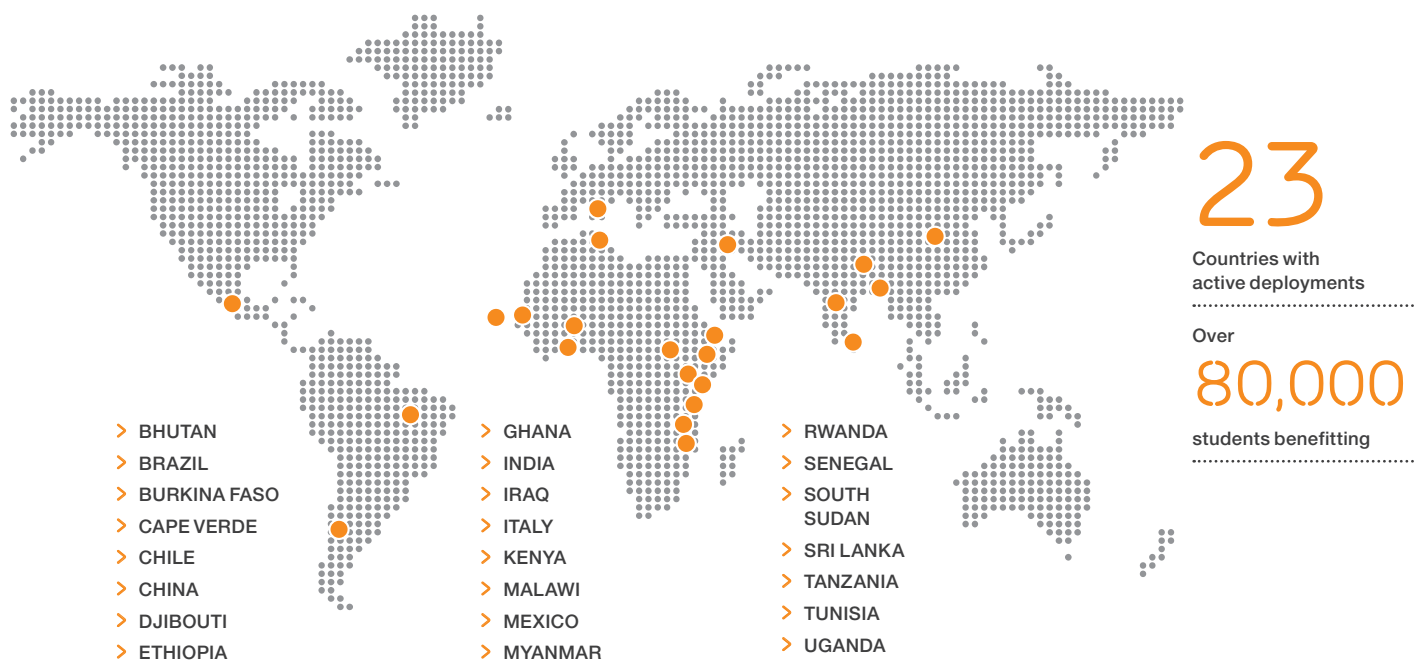 23
Countries with
active deployments
Over
80,000
students benefitting
BHUTAN
BRAZIL
BURKINA FASO
CAPE VERDE
CHILE
CHINA
DJIBOUTI
ETHIOPIA
GHANA
INDIA
IRAQ
ITALY
KENYA
MALAWI
MEXICO
MYANMAR
RWANDA
SENEGAL
SOUTH
SUDAN
SRI LANKA
TANZANIA
TUNISIA
UGANDA